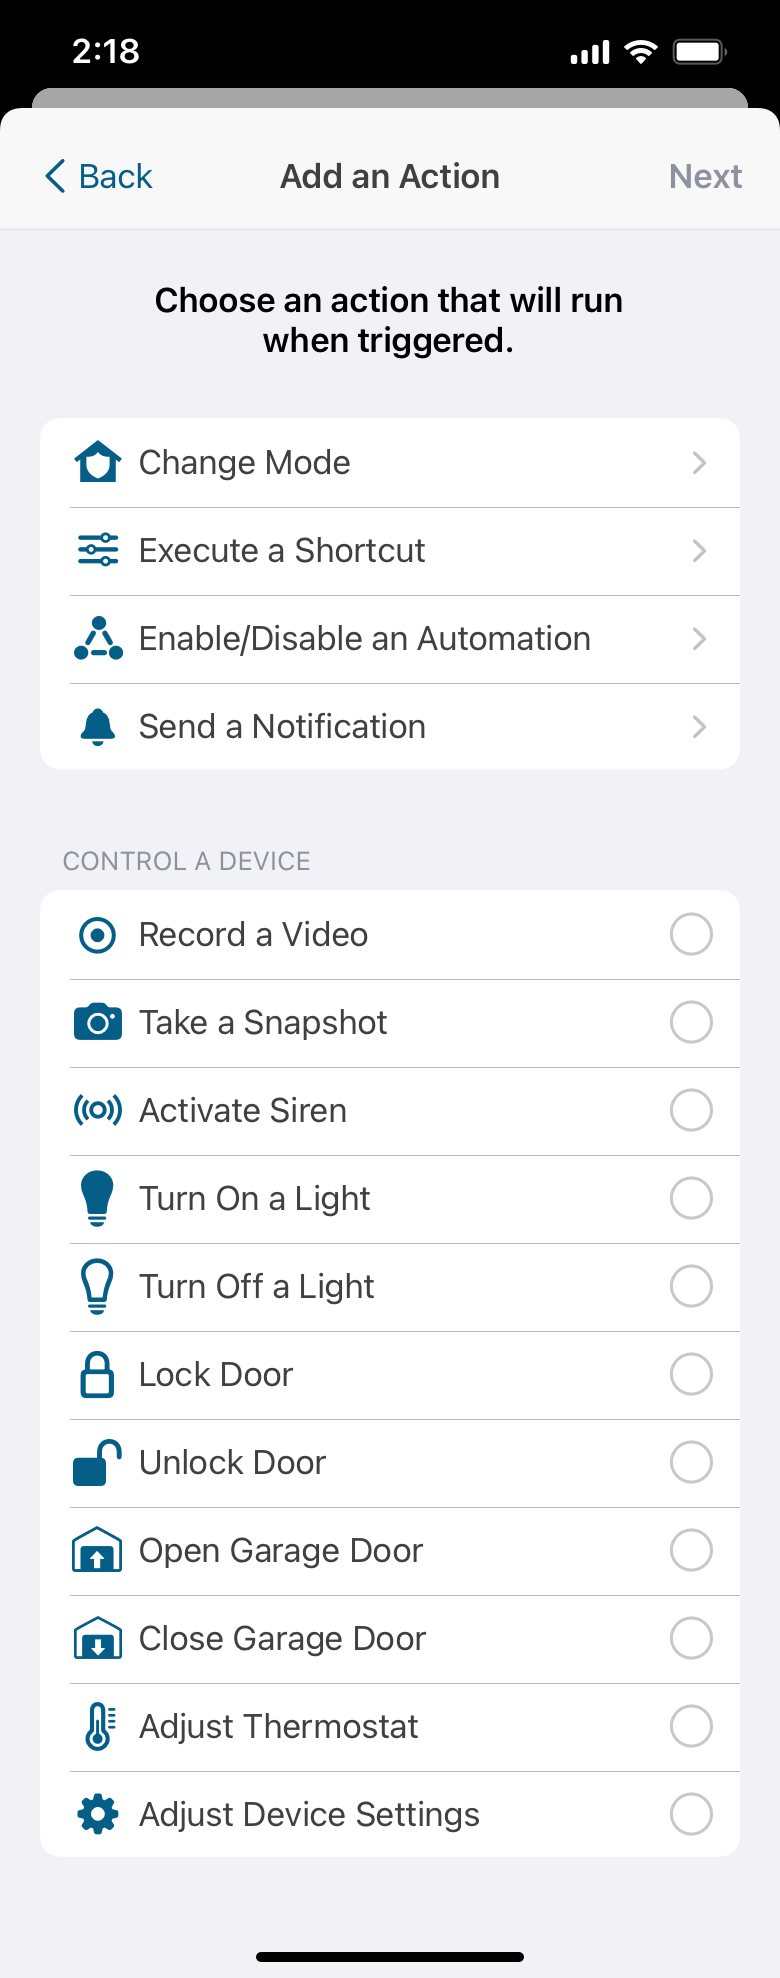 2:18
Back
Add an Action
Next
Choose an action that will run
when triggered.
Change Mode
Execute a Shortcut
Enable/Disable an Automation
Send a Notification
CONTROL A DEVICE
Record a Video
Take a Snapshot
Activate Siren
Turn On a Light
Turn Off a Light
Lock Door
Unlock Door
Open Garage Door
Close Garage Door
Adjust Thermostat
Adjust Device Settings